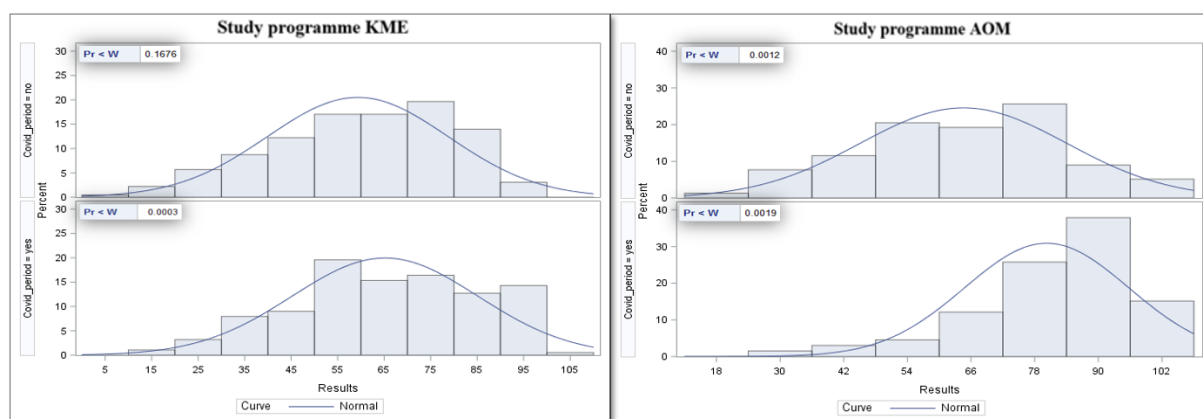 Study programme KME
Pr < W 0.1676
Covid_period = no
30
25
20
15
10
5
0
Percent
Pr < W 0.0003
Covid_period = yes
30
25
20
15
10
5
0
5 15 25 35 45 55 65 75 85 95 105
Results
Curve Normal
Study programme AOM
Pr < W 0.0012
Covid_period = no
40
30
20
10
0
Percent
Pr < W 0.0019
Covid_period = yes
40
30
20
10
0
18 30 42 54 66 78 90 102
Results
Curve Normal